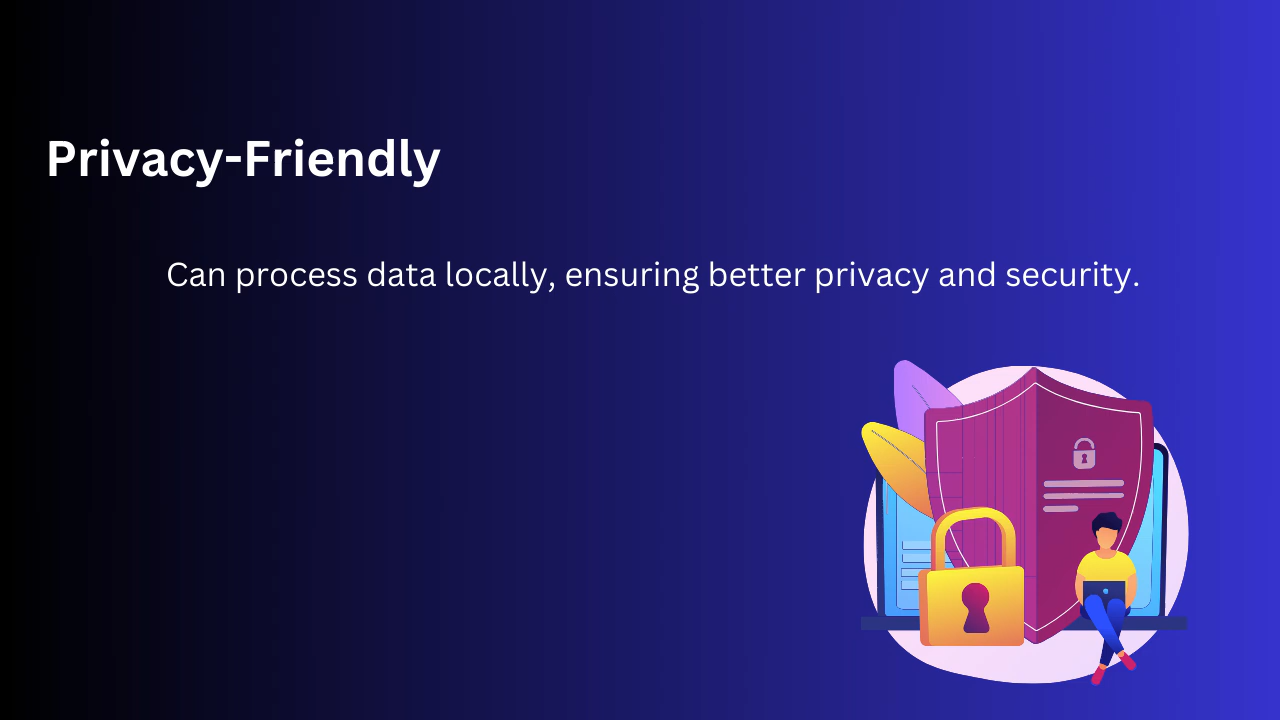 Privacy-Friendly
Can process data locally, ensuring better privacy and security.